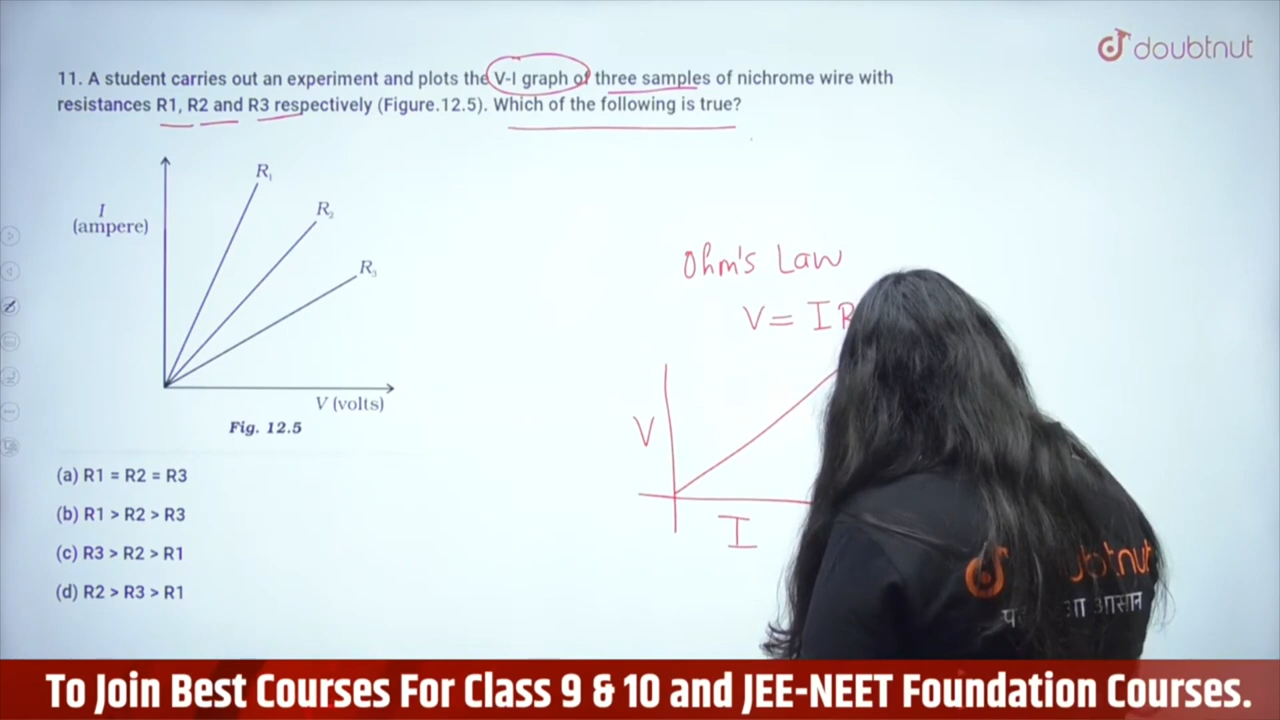 doubtnut
11. A student carries out an experiment and plots the V-I graph of three samples of nichrome wire with
resistances R1, R2 and R3 respectively (Figure.12.5). Which of the following is true?
R₁
R₂
R₃
I
(ampere)
V (volts)
Fig. 12.5
(a) R1 = R2 = R3
(b) R1 > R2 > R3
(c) R3 > R2 > R1
(d) R2 > R3 > R1
Ohm's Law
V = I R
V
I
To Join Best Courses For Class 9 & 10 and JEE-NEET Foundation Courses.